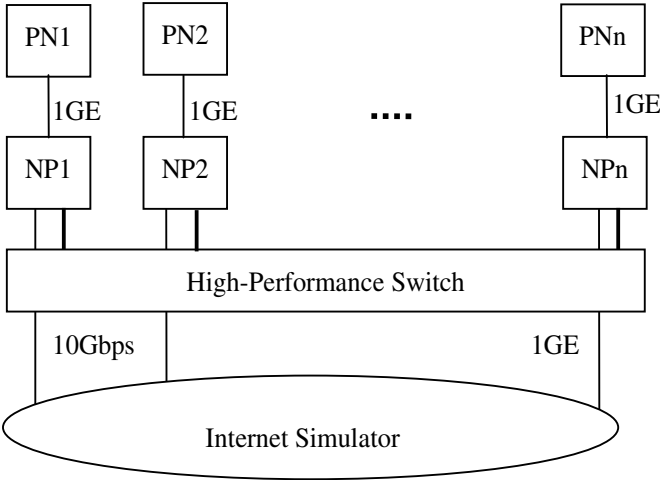 PN1
PN2
PNn
1GE
1GE
....
1GE
NP1
NP2
NPn
High-Performance Switch
10Gbps
1GE
Internet Simulator